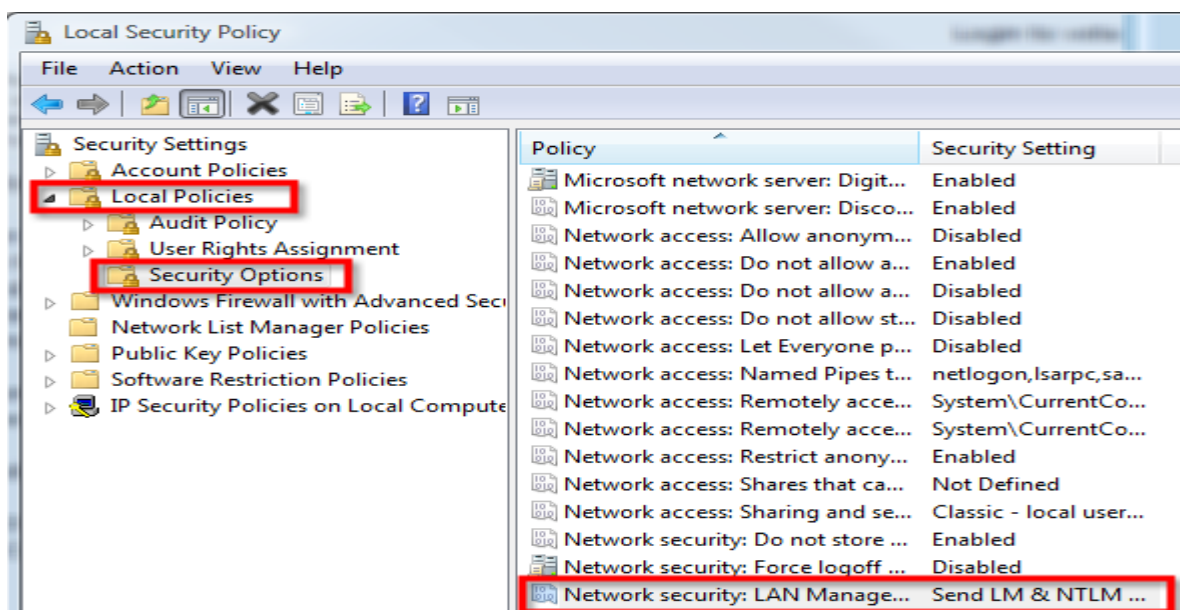 Local Security Policy
File Action View Help
Security Settings
Account Policies
Local Policies
Audit Policy
User Rights Assignment
Security Options
Windows Firewall with Advanced Secu
Network List Manager Policies
Public Key Policies
Software Restriction Policies
IP Security Policies on Local Compute
Policy Security Setting
Microsoft network server: Digit... Enabled
Microsoft network server: Disco... Enabled
Network access: Allow anonym... Disabled
Network access: Do not allow a... Enabled
Network access: Do not allow a... Disabled
Network access: Do not allow st... Disabled
Network access: Let Everyone p... Disabled
Network access: Named Pipes t... netlogon,lsarpc,sa...
Network access: Remotely acce... System\CurrentCo...
Network access: Remotely acce... System\CurrentCo...
Network access: Restrict anony... Enabled
Network access: Shares that ca... Not Defined
Network access: Sharing and se... Classic - local user...
Network security: Do not store ... Enabled
Network security: Force logoff ... Disabled
Network security: LAN Manage... Send LM & NTLM ...